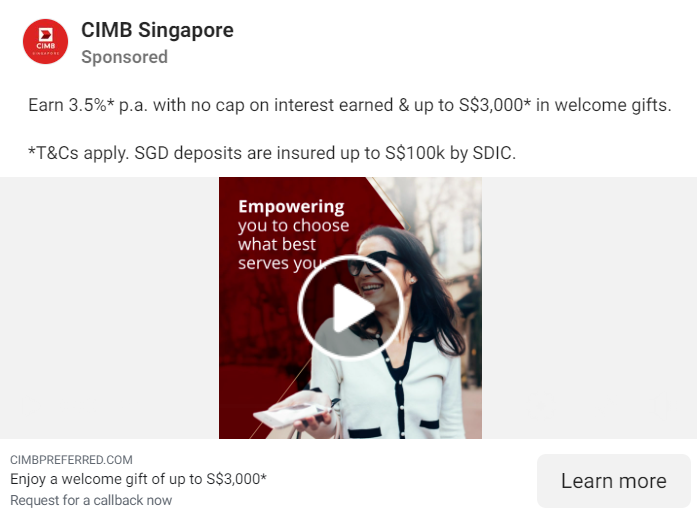 CIMB Singapore
Sponsored
CIMB
SINGAPORE
Earn 3.5%* p.a. with no cap on interest earned & up to S$3,000* in welcome gifts.
*T&Cs apply. SGD deposits are insured up to S$100k by SDIC.
Empowering
you to choose
what best
serves you.
CIMBPREFERRED.COM
Enjoy a welcome gift of up to S$3,000*
Request for a callback now
Learn more